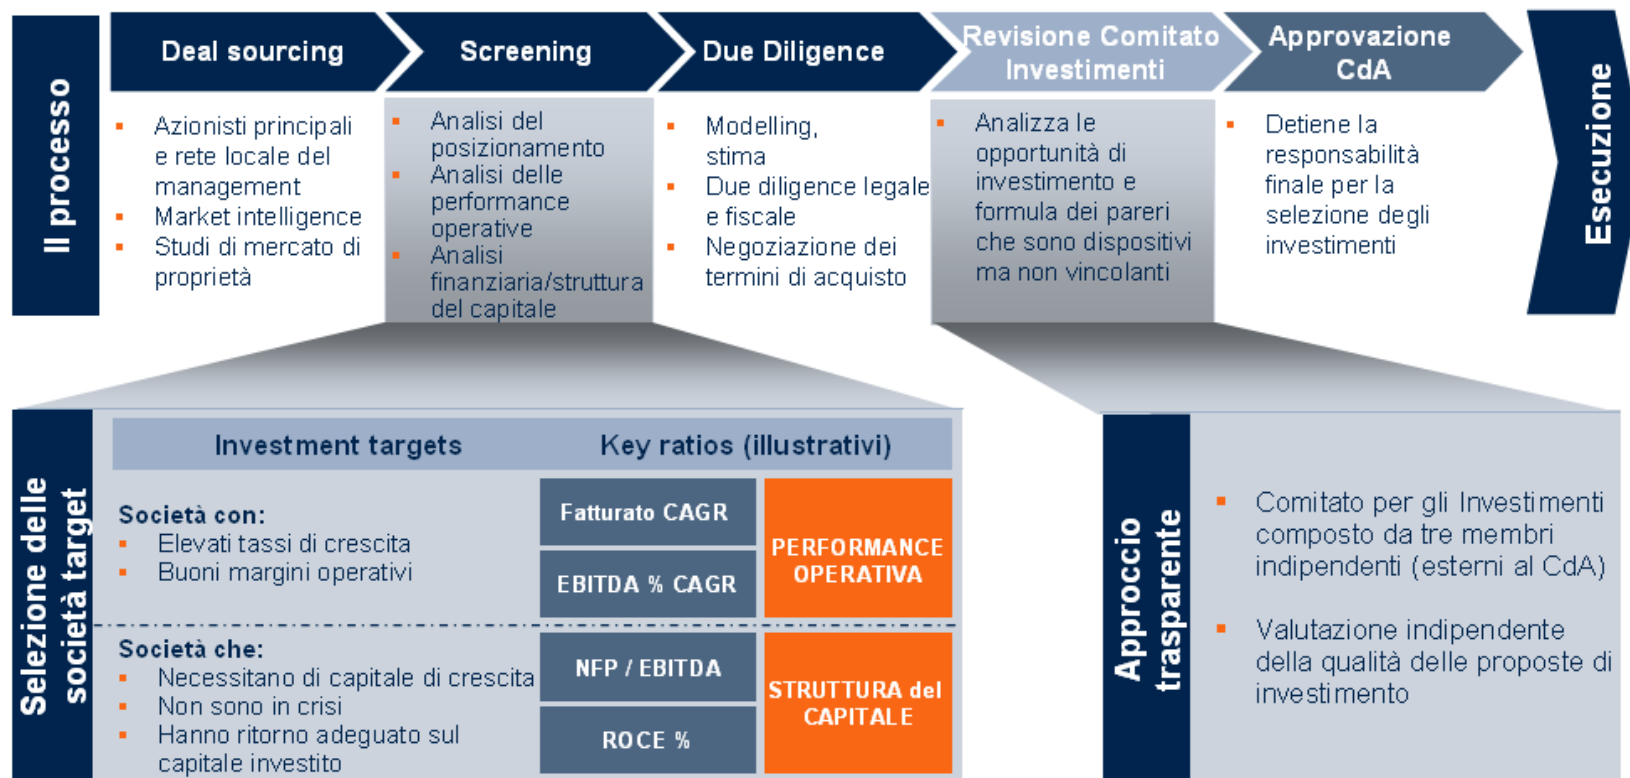 Il processo
Deal sourcing
Screening
Due Diligence
Revisione Comitato
Investimenti
Approvazione
CdA
Esecuzione
Azionisti principali
e rete locale del
management
Market intelligence
Studi di mercato di
proprietà
Analisi del
posizionamento
Analisi delle
performance
operative
Analisi
finanziaria/struttura
del capitale
Modelling,
stima
Due diligence legale
e fiscale
Negoziazione dei
termini di acquisto
Analizza le
opportunità di
investimento e
formula dei pareri
che sono dispositivi
ma non vincolanti
Detiene la
responsabilità
finale per la
selezione degli
investimenti
Selezione delle
società target
Investment targets
Key ratios (illustrativi)
Società con:
Elevati tassi di crescita
Buoni margini operativi
Fatturato CAGR
EBITDA % CAGR
PERFORMANCE
OPERATIVA
Società che:
Necessitano di capitale di crescita
Non sono in crisi
Hanno ritorno adeguato sul
capitale investito
NFP / EBITDA
ROCE %
STRUTTURA del
CAPITALE
Approccio
trasparente
Comitato per gli Investimenti
composto da tre membri
indipendenti (esterni al CdA)
Valutazione indipendente
della qualità delle proposte di
investimento